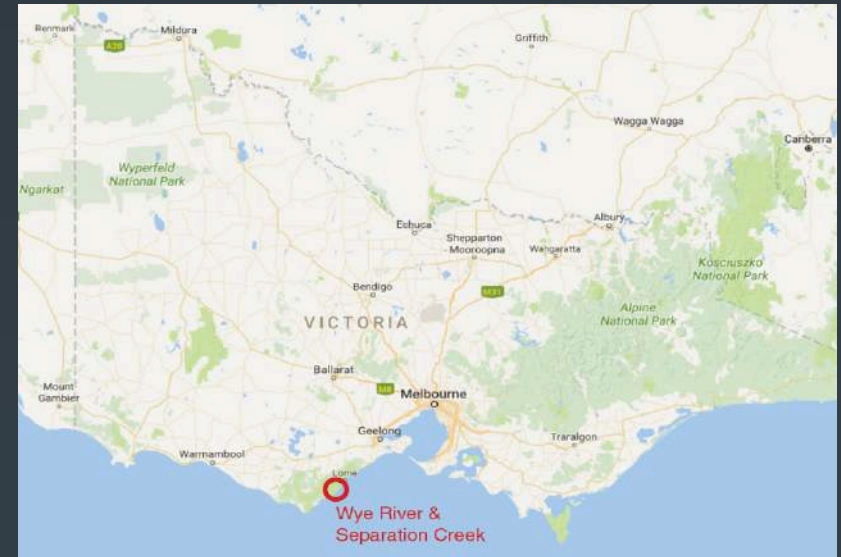 Renmark
A20
Mildura
Griffith
Wagga Wagga
Canberra
Wyperfeld
National Park
Ngarkat
Echuca
Albury
Shepparton
- Mooroopna
Wangaratta
Kosciuszko
National Park
Bendigo
M31
VICTORIA
Alpine
National Park
Ballarat
Mount
Gambier
M8
Melbourne
Geelong
Traralgon
Warrnambool
Lorne
Wye River &
Separation Creek